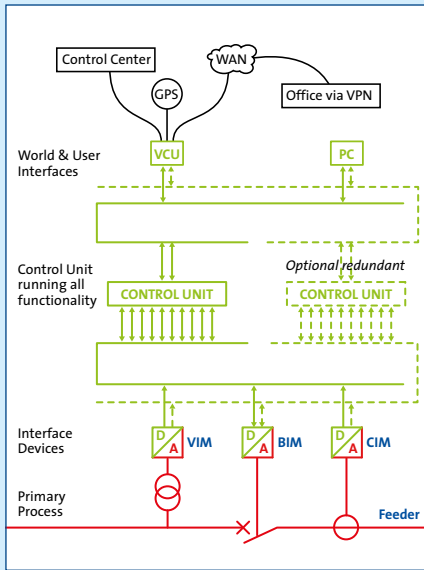 Control Center
WAN
GPS
Office via VPN
World & User
Interfaces
VCU
PC
Control Unit
running all
functionality
Optional redundant
CONTROL UNIT
CONTROL UNIT
Interface
Devices
D
A
VIM
D
A
BIM
D
A
CIM
Primary
Process
Feeder